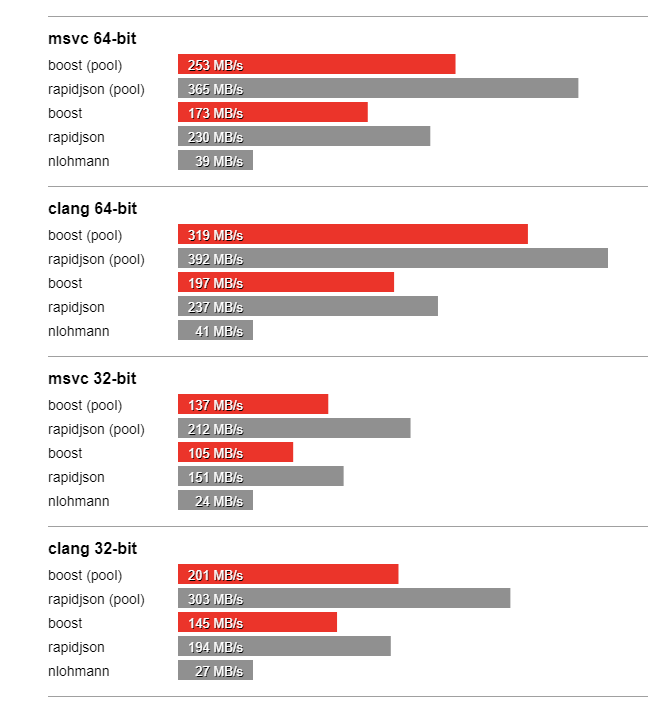 msvc 64-bit
boost (pool) 253 MB/s
rapidjson (pool) 365 MB/s
boost 173 MB/s
rapidjson 230 MB/s
nlohmann 39 MB/s
clang 64-bit
boost (pool) 319 MB/s
rapidjson (pool) 392 MB/s
boost 197 MB/s
rapidjson 237 MB/s
nlohmann 41 MB/s
msvc 32-bit
boost (pool) 137 MB/s
rapidjson (pool) 212 MB/s
boost 105 MB/s
rapidjson 151 MB/s
nlohmann 24 MB/s
clang 32-bit
boost (pool) 201 MB/s
rapidjson (pool) 303 MB/s
boost 145 MB/s
rapidjson 194 MB/s
nlohmann 27 MB/s